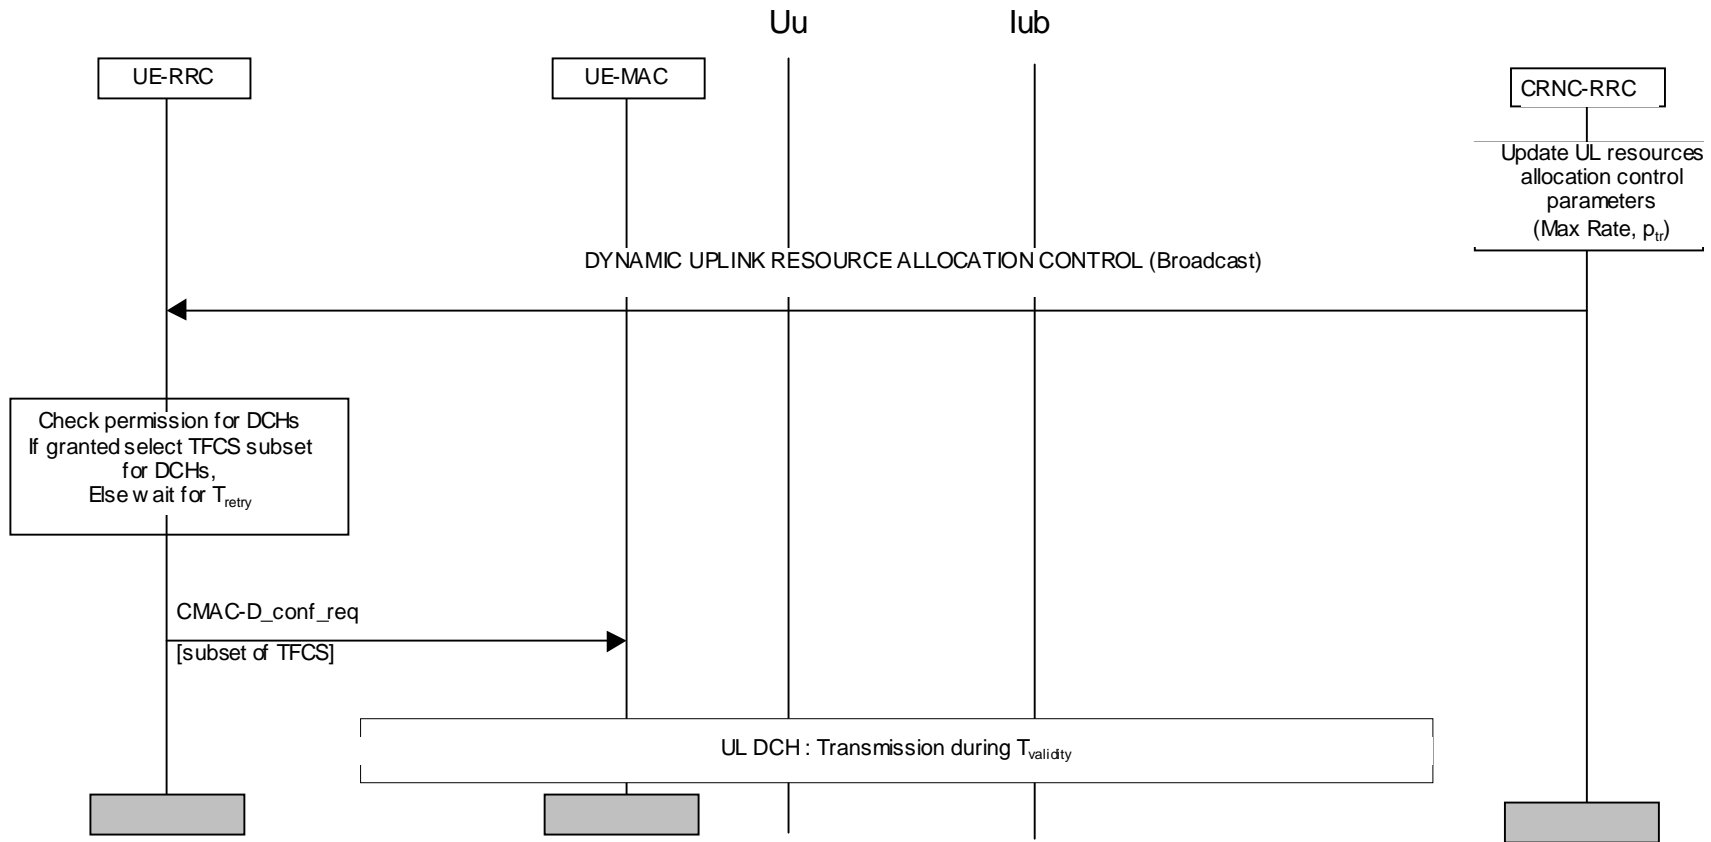 Uu
Iub
UE-RRC
UE-MAC
CRNC-RRC
Update UL resources
allocation control
parameters
(Max Rate, ptr)
DYNAMIC UPLINK RESOURCE ALLOCATION CONTROL (Broadcast)
Check permission for DCHs
If granted select TFCS subset
for DCHs,
Else wait for Tretry
CMAC-D_conf_req
[subset of TFCS]
UL DCH : Transmission during Tvalidity